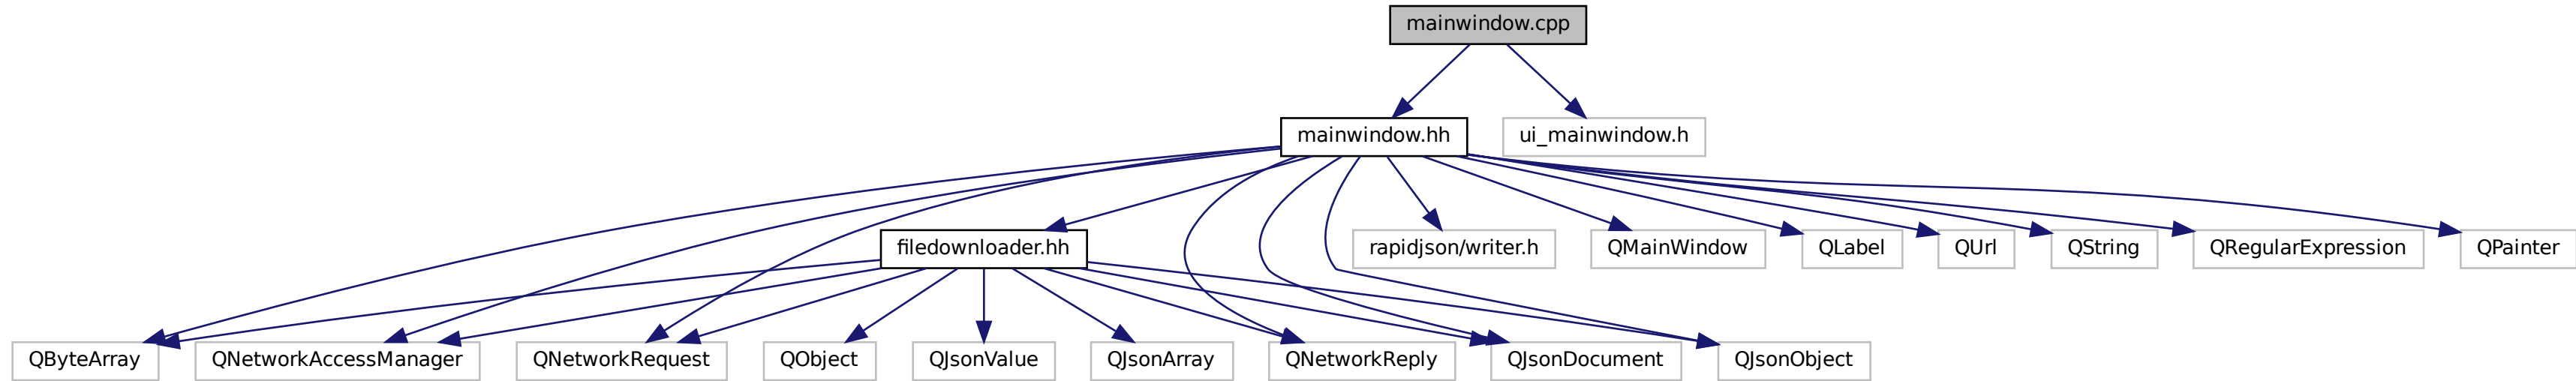 mainwindow.cpp
mainwindow.hh
ui_mainwindow.h
filedownloader.hh
rapidjson/writer.h
QMainWindow
QLabel
QUrl
QString
QRegularExpression
QPainter
QByteArray
QNetworkAccessManager
QNetworkRequest
QObject
QJsonValue
QJsonArray
QNetworkReply
QJsonDocument
QJsonObject